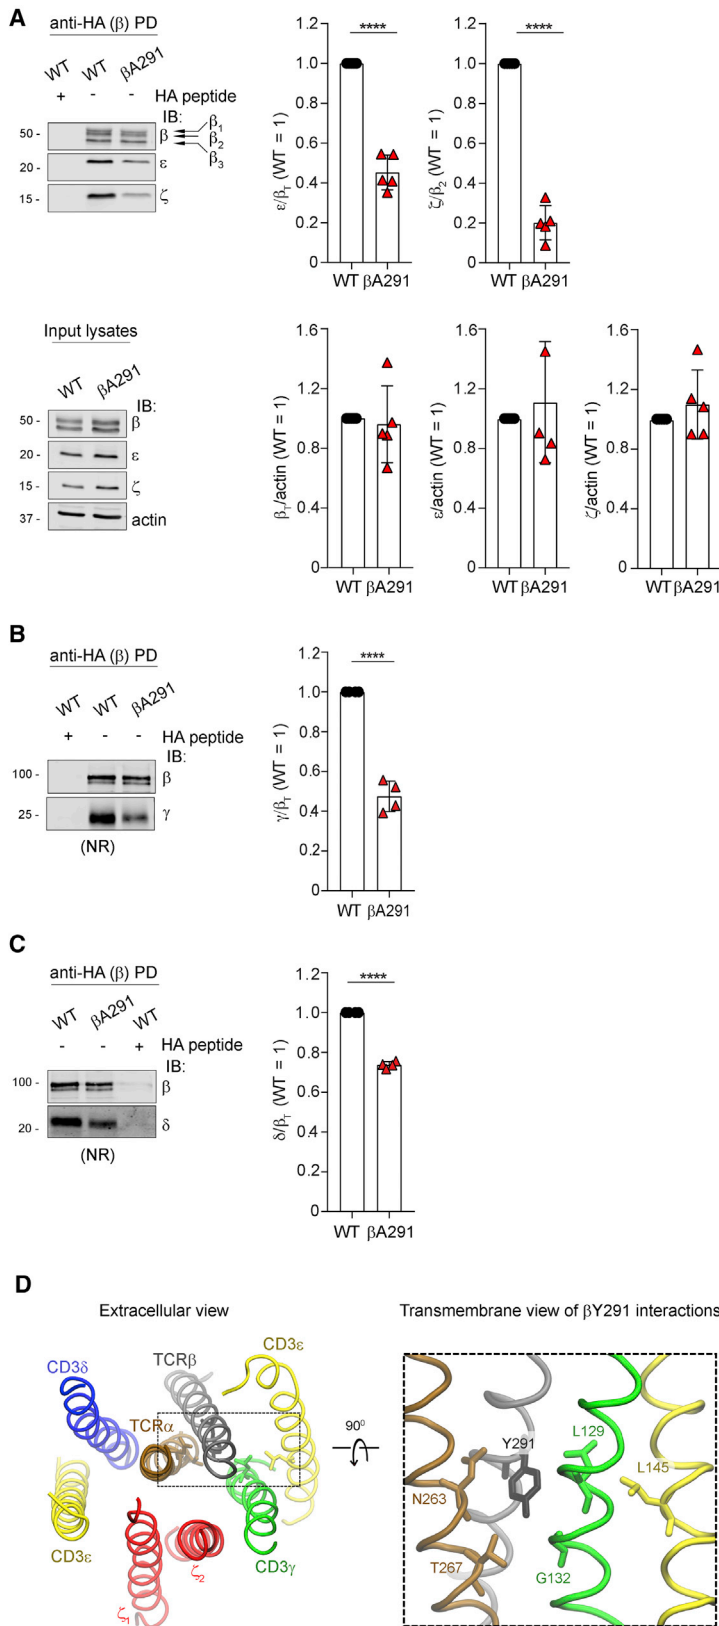 A
anti-HA (β) PD
WT WT βA291
+ - - HA peptide
IB:
50 - β
β1
β2
β3
20 - ε
15 - ζ
****
ε/βT (WT = 1)
1.2
1.0
0.8
0.6
0.4
0.2
0
WT βA291
****
ζ/β2 (WT = 1)
1.2
1.0
0.8
0.6
0.4
0.2
0
WT βA291
Input lysates
WT βA291
IB:
50 - β
20 - ε
15 - ζ
37 - actin
βT/actin (WT = 1)
1.6
1.2
0.8
0.4
0
WT βA291
ε/actin (WT = 1)
1.6
1.2
0.8
0.4
0
WT βA291
ζ/actin (WT = 1)
1.6
1.2
0.8
0.4
0
WT βA291
B
anti-HA (β) PD
WT WT βA291
+ - - HA peptide
IB:
100 - β
25 - γ
(NR)
****
γ/βT (WT = 1)
1.2
1.0
0.8
0.6
0.4
0.2
0
WT βA291
C
anti-HA (β) PD
WT βA291 WT
- - + HA peptide
IB:
100 - β
20 - δ
(NR)
****
δ/βT (WT = 1)
1.2
1.0
0.8
0.6
0.4
0.2
0
WT βA291
D
Extracellular view
CD3δ
TCRβ
CD3ε
TCRα
CD3ε
ζ1
ζ2
CD3γ
90⁰
Transmembrane view of βY291 interactions
Y291
L129
L145
N263
T267
G132